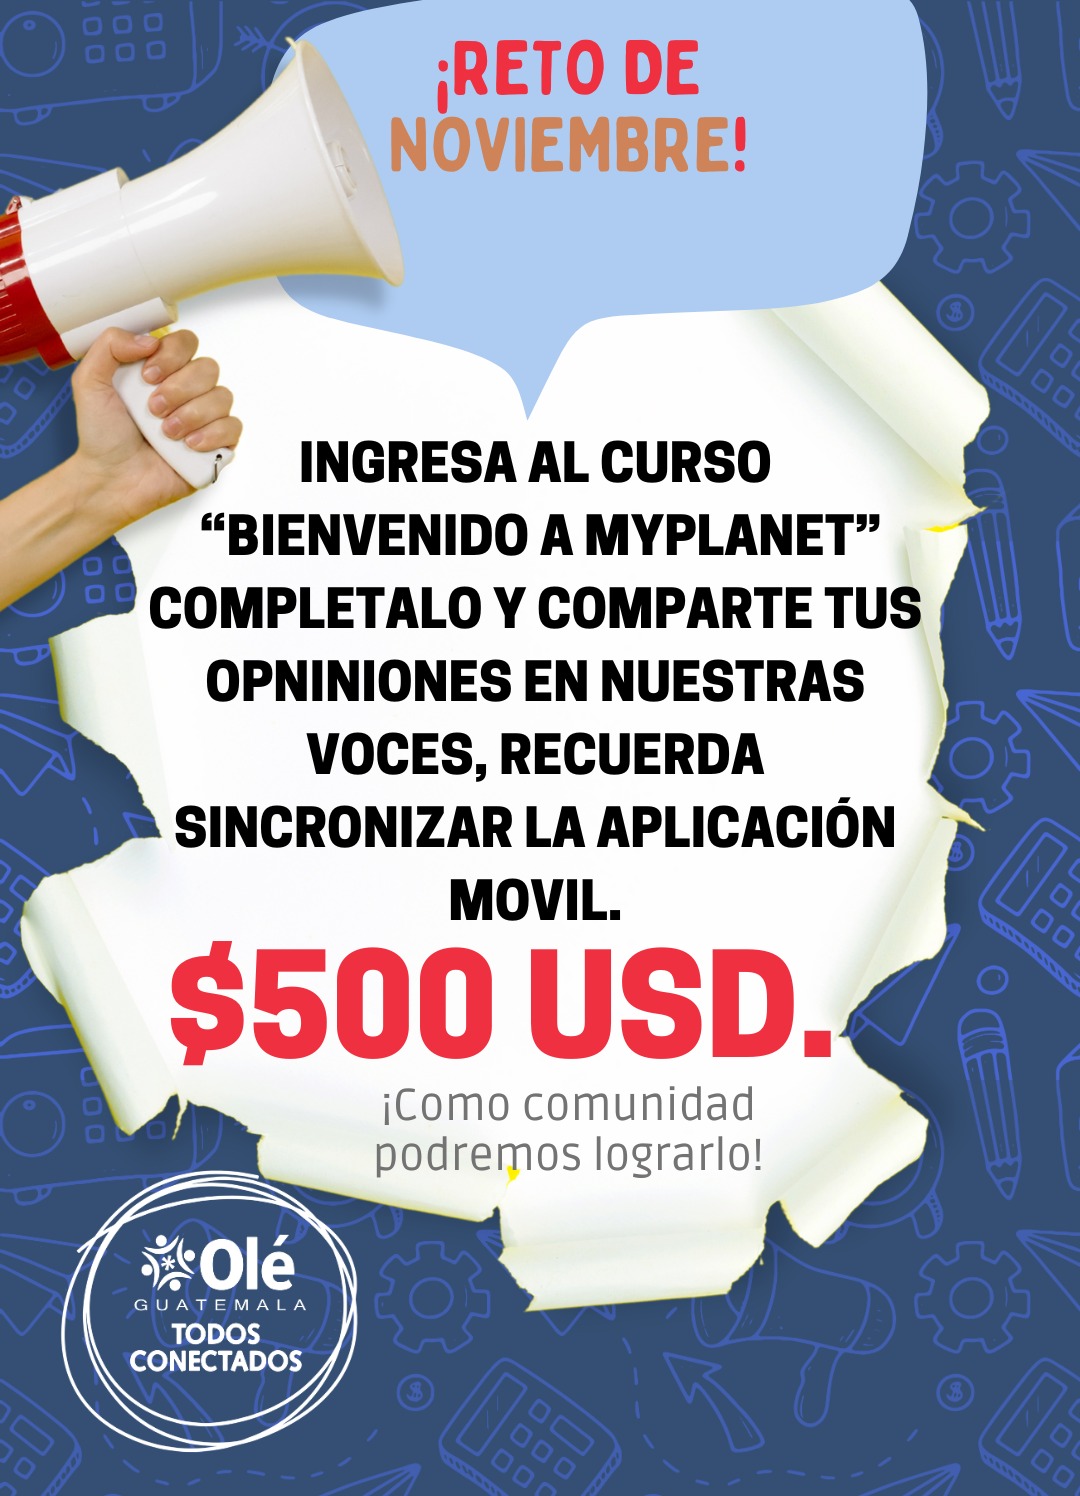 ¡RETO DE
NOVIEMBRE!
INGRESA AL CURSO
“BIENVENIDO A MYPLANET”
COMPLETALO Y COMPARTE TUS
OPNINIONES EN NUESTRAS
VOCES, RECUERDA
SINCRONIZAR LA APLICACIÓN
MOVIL.
$500 USD.
¡Como comunidad
podremos lograrlo!
Olé
GUATEMALA
TODOS
CONECTADOS